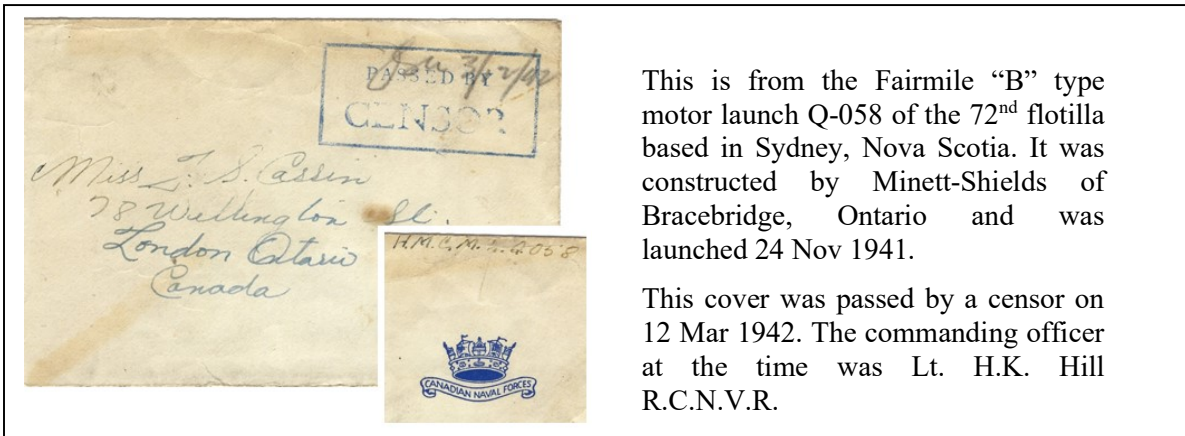 PASSED BY
CENSOR
Miss S. Cassin
78 Wellington St.
London Ontario
Canada
H.M.C.M.L. Q 058
CANADIAN NAVAL FORCES
This is from the Fairmile “B” type
motor launch Q-058 of the 72nd flotilla
based in Sydney, Nova Scotia. It was
constructed by Minett-Shields of
Bracebridge, Ontario and was
launched 24 Nov 1941.
This cover was passed by a censor on
12 Mar 1942. The commanding officer
at the time was Lt. H.K. Hill
R.C.N.V.R.